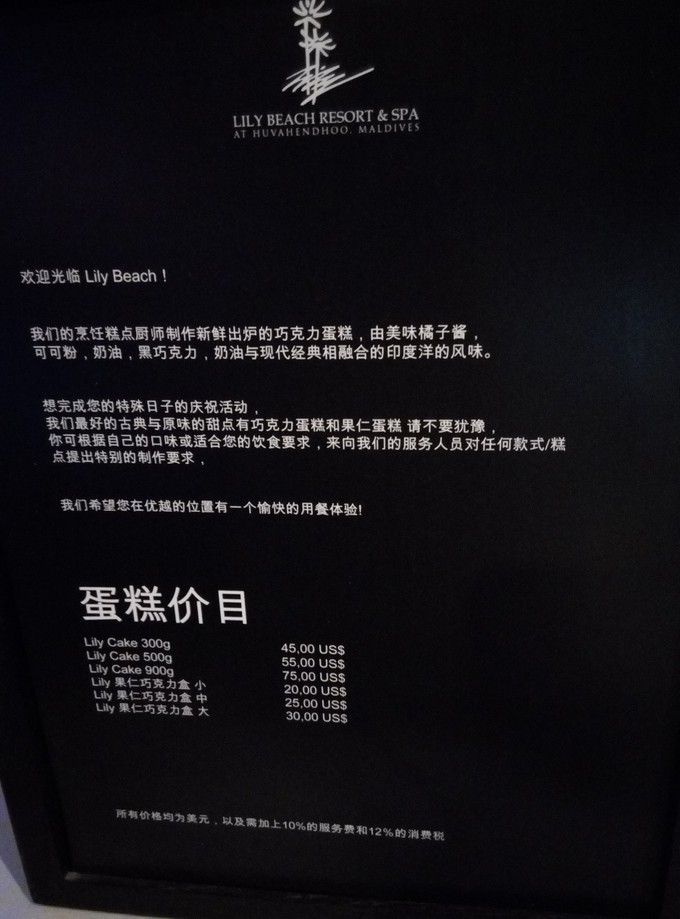 LILY BEACH RESORT & SPA
AT HUVAHENDHOO. MALDIVES
欢迎光临 Lily Beach！
我们的烹饪糕点厨师制作新鲜出炉的巧克力蛋糕，由美味橘子酱，
可可粉，奶油，黑巧克力，奶油与现代经典相融合的印度洋的风味。
想完成您的特殊日子的庆祝活动，
我们最好的古典与原味的甜点有巧克力蛋糕和果仁蛋糕 请不要犹豫，
你可根据自己的口味或适合您的饮食要求，来向我们的服务人员对任何款式/糕
点提出特别的制作要求，
我们希望您在优越的位置有一个愉快的用餐体验!
蛋糕价目
Lily Cake 300g 45,00 US$
Lily Cake 500g 55,00 US$
Lily Cake 900g 75,00 US$
Lily 果仁巧克力盒 小 20,00 US$
Lily 果仁巧克力盒 中 25,00 US$
Lily 果仁巧克力盒 大 30,00 US$
所有价格均为美元，以及需加上10%的服务费和12%的消费税